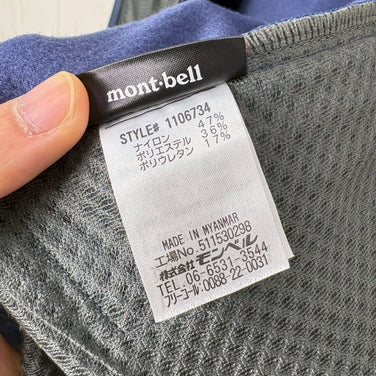 mont·bell
STYLE# 1106734
ナイロン 47%
ポリエステル 36%
ポリウレタン 17%
MADE IN MYANMAR
工場No. 511530298
株式会社モンベル
TEL. 06-6531-3544
フリーコール: 0088-22-0031